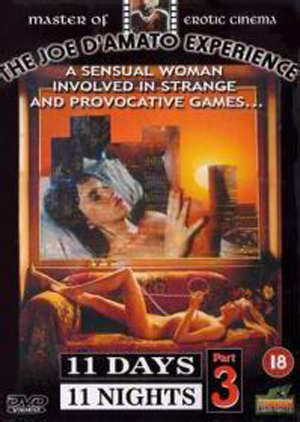 MASTER OF EROTIC CINEMA
THE JOE D'AMATO EXPERIENCE
A SENSUAL WOMAN
INVOLVED IN STRANGE
AND PROVOCATIVE GAMES...
11 DAYS
11 NIGHTS
Part
3
18
DVD
VIDEO